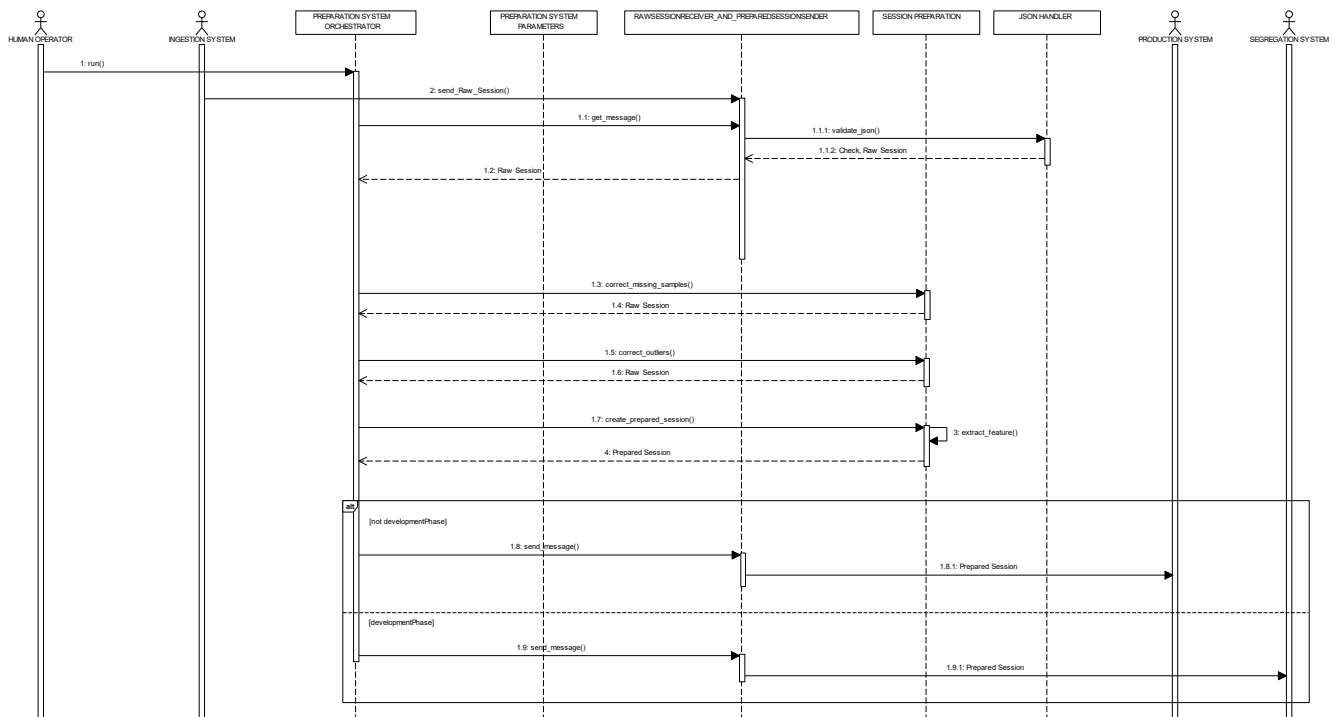 PREPARATION SYSTEM
ORCHESTRATOR
PREPARATION SYSTEM
PARAMETERS
RAWSESSIONRECEIVER_AND_PREPAREDSESSIONSENDER
SESSION PREPARATION
JSON HANDLER
HUMAN OPERATOR
INGESTION SYSTEM
PRODUCTION SYSTEM
SEGREGATION SYSTEM
1: run()
2: send_Raw_Session()
1.1: get_message()
1.1.1: validate_json()
1.1.2: Check, Raw Session
1.2: Raw Session
1.3: correct_missing_samples()
1.4: Raw Session
1.5: correct_outliers()
1.6: Raw Session
1.7: create_prepared_session()
3: extract_feature()
4: Prepared Session
alt
[not developmentPhase]
1.8: send_message()
1.8.1: Prepared Session
[developmentPhase]
1.9: send_message()
1.9.1: Prepared Session